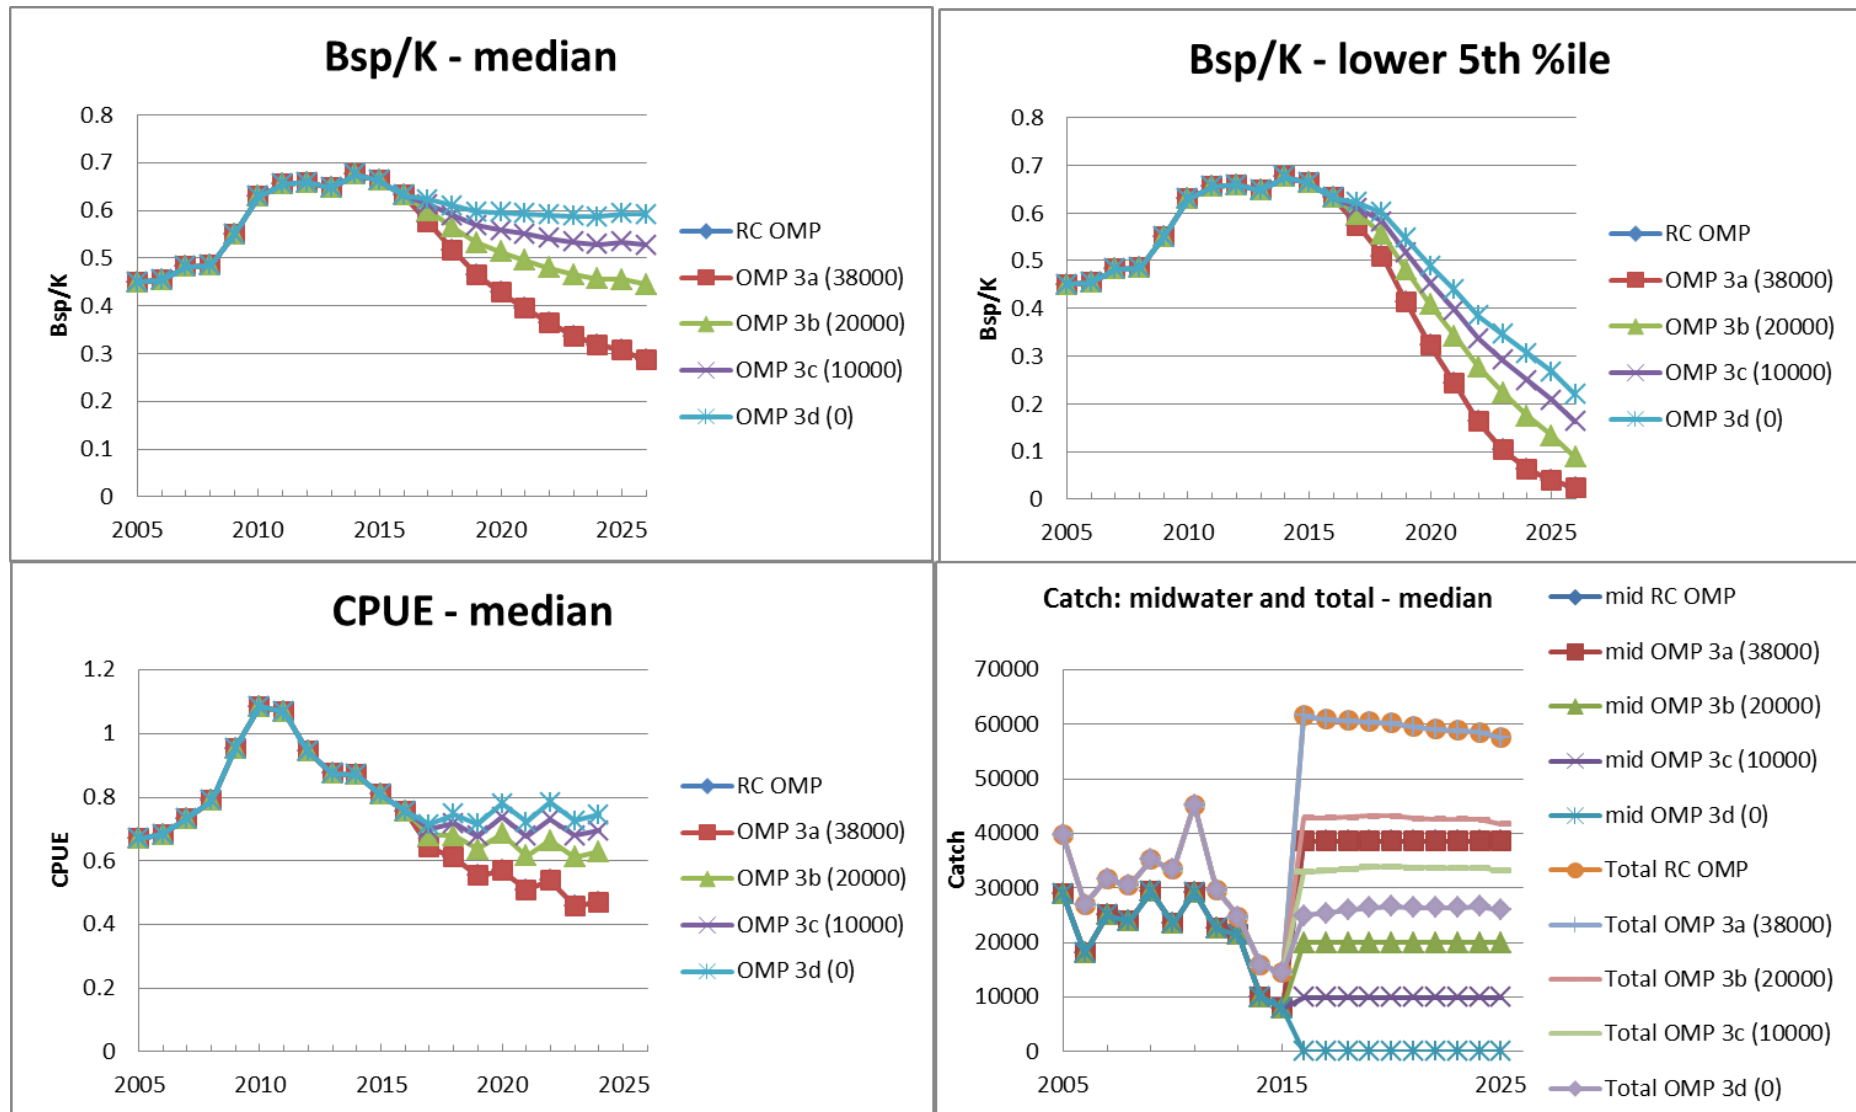 Bsp/K - median
Bsp/K
0.8
0.7
0.6
0.5
0.4
0.3
0.2
0.1
0
2005
2010
2015
2020
2025
RC OMP
OMP 3a (38000)
OMP 3b (20000)
OMP 3c (10000)
OMP 3d (0)
Bsp/K - lower 5th %ile
Bsp/K
0.8
0.7
0.6
0.5
0.4
0.3
0.2
0.1
0
2005
2010
2015
2020
2025
RC OMP
OMP 3a (38000)
OMP 3b (20000)
OMP 3c (10000)
OMP 3d (0)
CPUE - median
CPUE
1.2
1
0.8
0.6
0.4
0.2
0
2005
2010
2015
2020
2025
RC OMP
OMP 3a (38000)
OMP 3b (20000)
OMP 3c (10000)
OMP 3d (0)
Catch: midwater and total - median
Catch
70000
60000
50000
40000
30000
20000
10000
0
2005
2015
2025
mid RC OMP
mid OMP 3a (38000)
mid OMP 3b (20000)
mid OMP 3c (10000)
mid OMP 3d (0)
Total RC OMP
Total OMP 3a (38000)
Total OMP 3b (20000)
Total OMP 3c (10000)
Total OMP 3d (0)